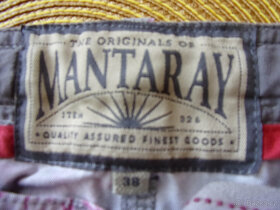 THE ORIGINALS OF
MANTARAY
ITEM 326
• QUALITY ASSURED FINEST GOODS •
38